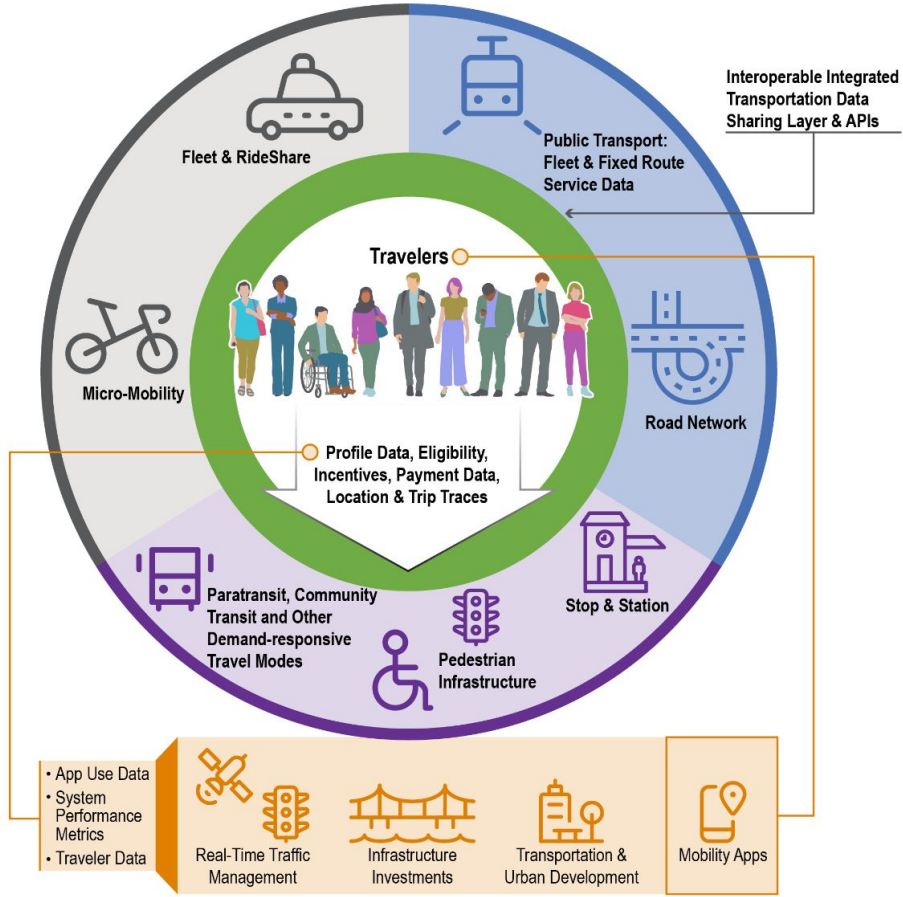 Interoperable Integrated
Transportation Data
Sharing Layer & APIs
Fleet & RideShare
Public Transport:
Fleet & Fixed Route
Service Data
Travelers
Micro-Mobility
Road Network
Profile Data, Eligibility,
Incentives, Payment Data,
Location & Trip Traces
Stop & Station
Paratransit, Community
Transit and Other
Demand-responsive
Travel Modes
Pedestrian
Infrastructure
• App Use Data
• System
Performance
Metrics
• Traveler Data
Real-Time Traffic
Management
Infrastructure
Investments
Transportation &
Urban Development
Mobility Apps